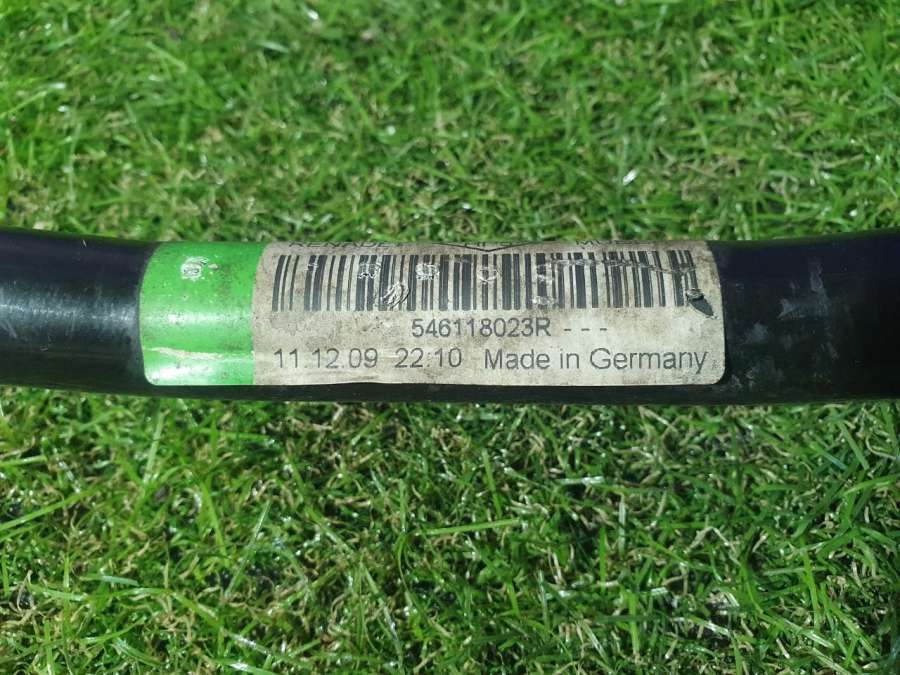 546118023R - - -
11.12.09 22:10 Made in Germany